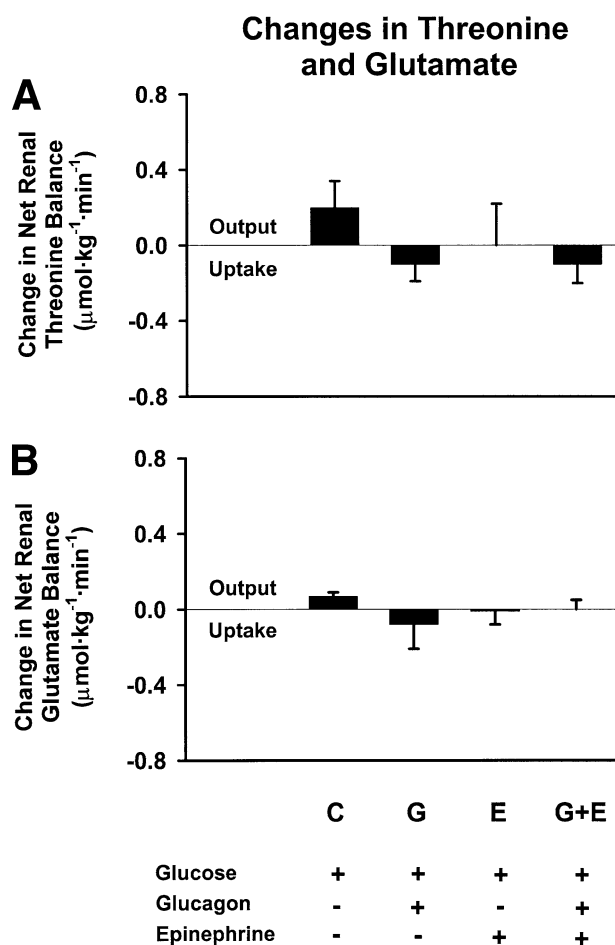 Changes in Threonine
and Glutamate
A
Change in Net Renal
Threonine Balance
(μmol·kg⁻¹·min⁻¹)
0.8
0.4
0.0
-0.4
-0.8
Output
Uptake
B
Change in Net Renal
Glutamate Balance
(μmol·kg⁻¹·min⁻¹)
0.8
0.4
0.0
-0.4
-0.8
Output
Uptake
C G E G+E
Glucose + + + +
Glucagon - + - +
Epinephrine - - + +